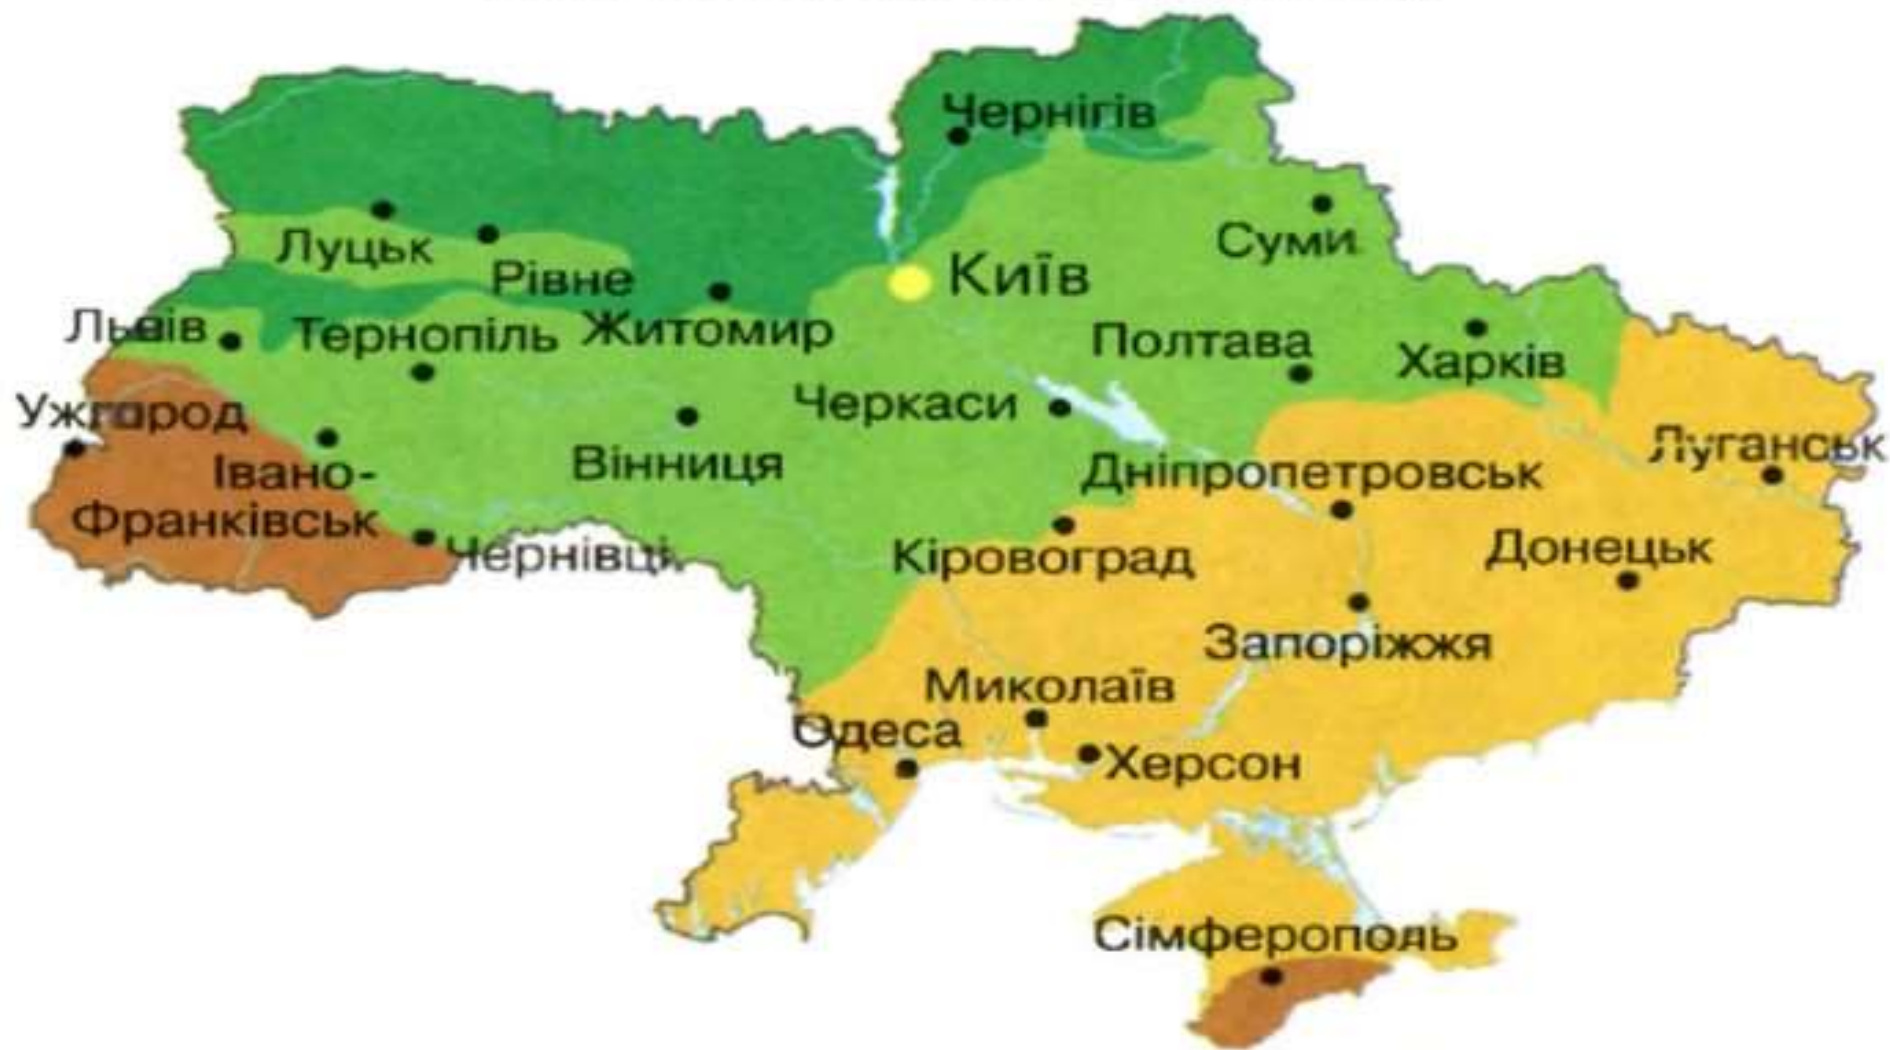 Чернігів
Луцьк
Рівне
Київ
Суми
Львів
Тернопіль
Житомир
Полтава
Харків
Ужгород
Черкаси
Івано-
Франківськ
Вінниця
Дніпропетровськ
Луганськ
Чернівці
Кіровоград
Донецьк
Запоріжжя
Миколаїв
Одеса
Херсон
Сімферополь